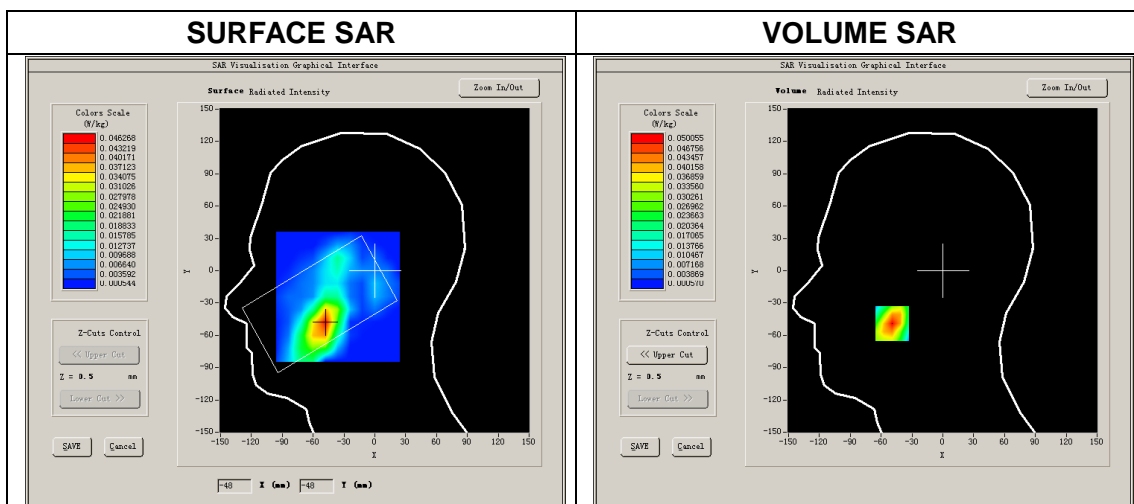 SURFACE SAR
VOLUME SAR
SAR Visualisation Graphical Interface
Surface Radiated Intensity
Zoom In/Out
Colors Scale
(W/kg)
0.046268
0.043219
0.040171
0.037123
0.034075
0.031026
0.027978
0.024930
0.021881
0.018833
0.015785
0.012737
0.009688
0.006640
0.003592
0.000544
150
120
90
60
30
0
-30
-60
-90
-120
-150
Y
-150 -120 -90 -60 -30 0 30 60 90 120 150
X
Z-Cuts Control
<< Upper Cut
Z = 0.5 mm
Lower Cut >>
SAVE Cancel
-48 X (mm) -48 Y (mm)
SAR Visualisation Graphical Interface
Volume Radiated Intensity
Zoom In/Out
Colors Scale
(W/kg)
0.050055
0.046756
0.043457
0.040158
0.036859
0.033560
0.030261
0.026962
0.023663
0.020364
0.017065
0.013766
0.010467
0.007168
0.003869
0.000570
150
120
90
60
30
0
-30
-60
-90
-120
-150
Y
-150 -120 -90 -60 -30 0 30 60 90 120 150
X
Z-Cuts Control
<< Upper Cut
Z = 0.5 mm
Lower Cut >>
SAVE Cancel